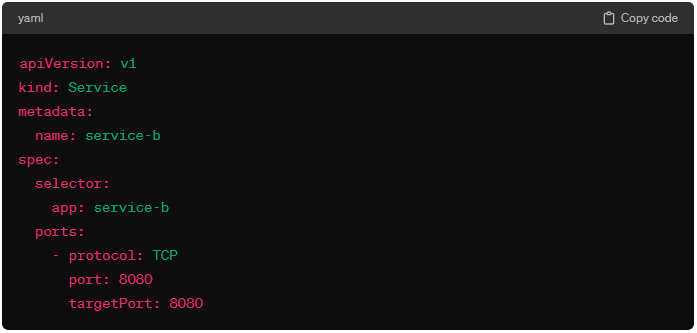 yaml
Copy code
apiVersion: v1
kind: Service
metadata:
  name: service-b
spec:
  selector:
    app: service-b
  ports:
    - protocol: TCP
      port: 8080
      targetPort: 8080